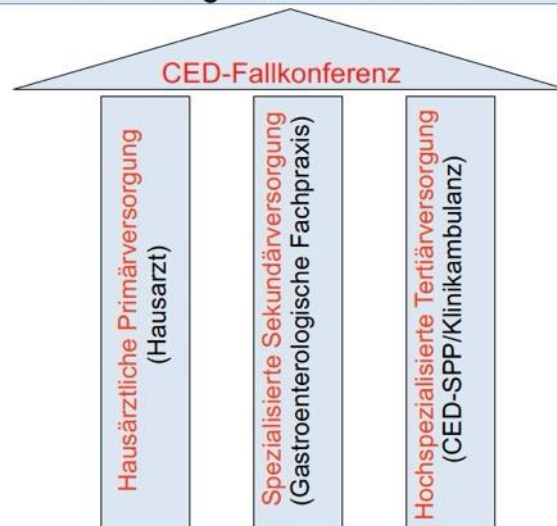 CED-Fallkonferenz
Hausärztliche Primärversorgung
(Hausarzt)
Spezialisierte Sekundärversorgung
(Gastroenterologische Fachpraxis)
Hochspezialisierte Tertiärversorgung
(CED-SPP/Klinikambulanz)